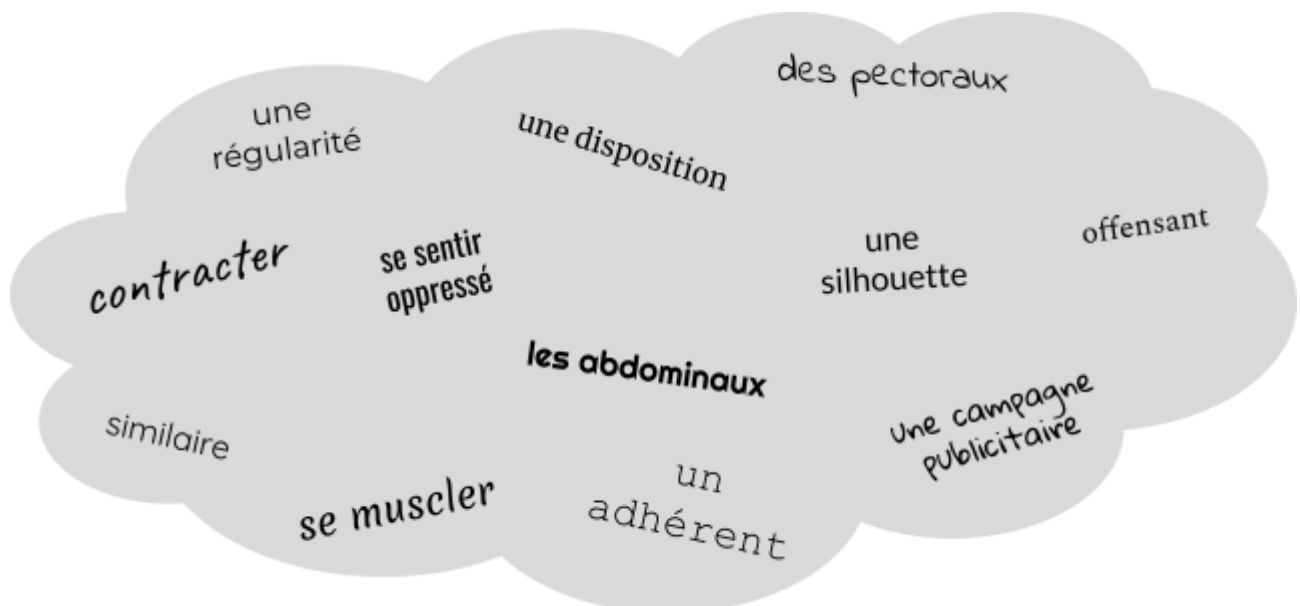 des pectoraux
une
régularité
une disposition
offensant
une
silhouette
contracter
se sentir
oppressé
les abdominaux
une campagne
publicitaire
similaire
se muscler
un
adhérent